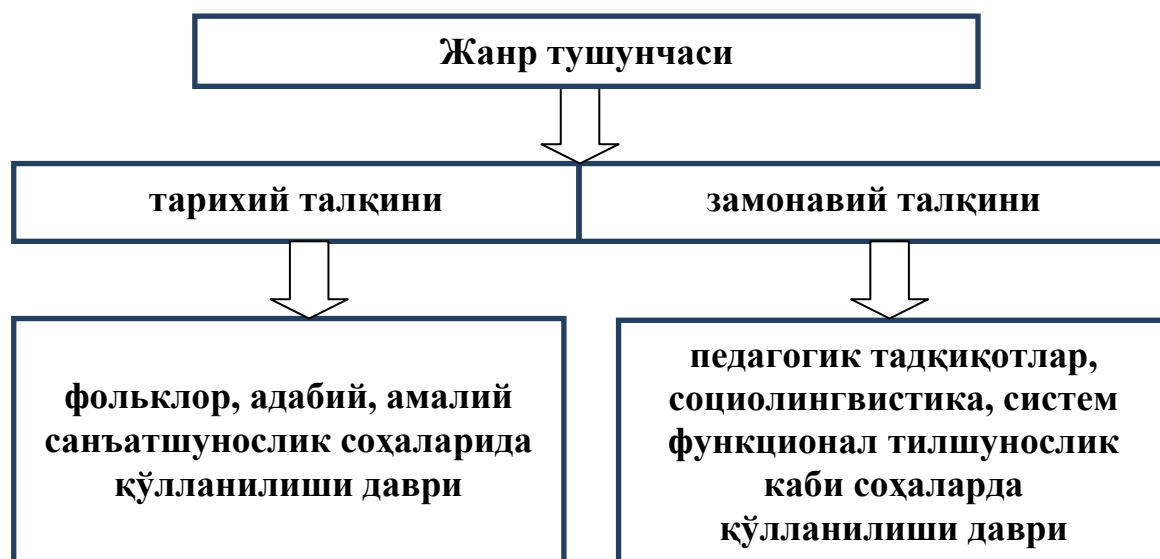 Жанр тушунчаси
тарихий талқини
замонавий талқини
фольклор, адабий, амалий
санъатшунослик соҳаларида
қўлланилиши даври
педагогик тадқиқотлар,
социолингвистика, систем
функционал тилшунослик
каби соҳаларда
қўлланилиши даври